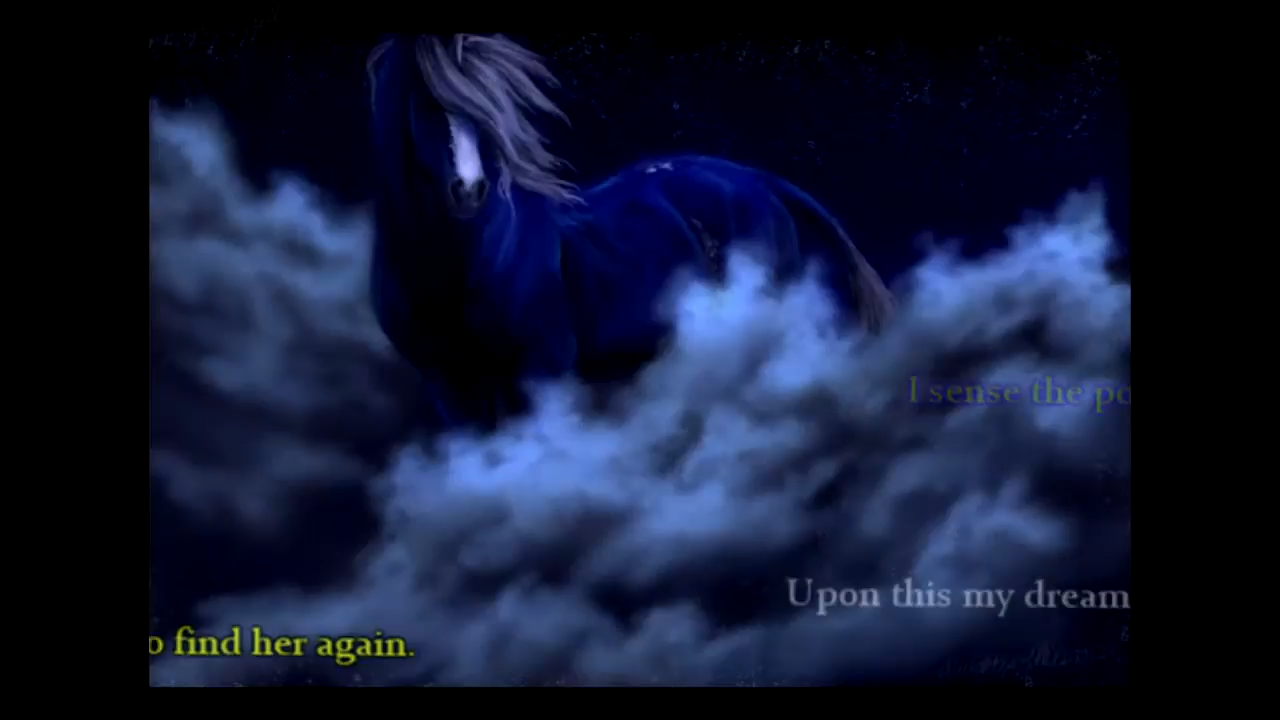 I sense the
Upon this my dream
find her again.